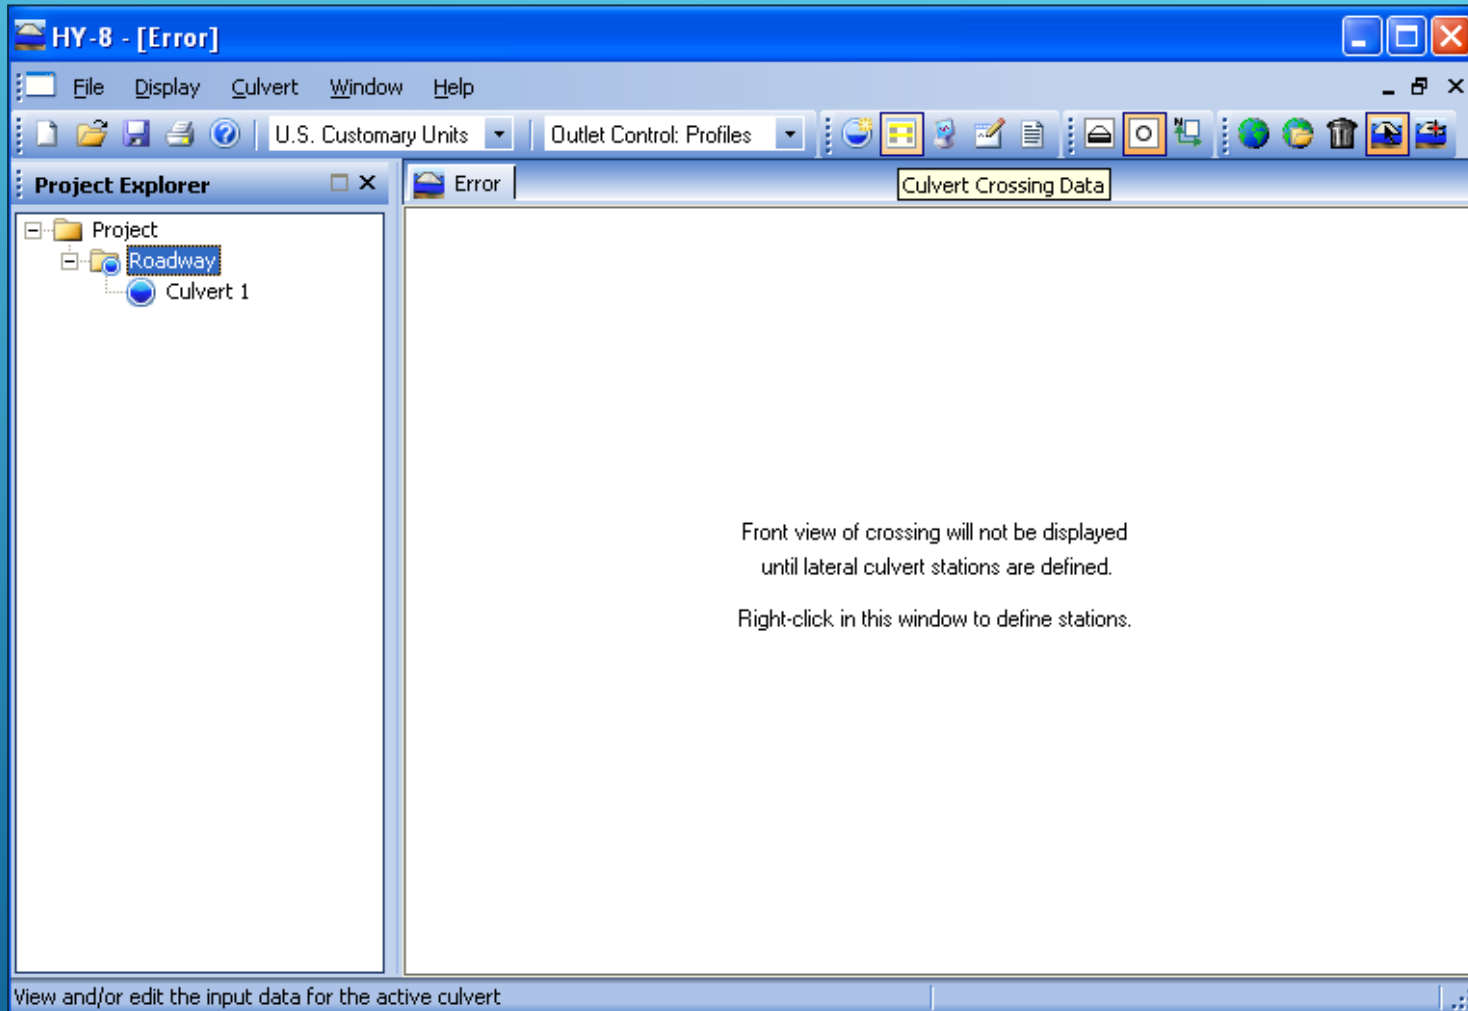 HY-8 - [Error]
File Display Culvert Window Help
U.S. Customary Units Outlet Control: Profiles
Project Explorer
Error
Culvert Crossing Data
Project
Roadway
Culvert 1
Front view of crossing will not be displayed
until lateral culvert stations are defined.
Right-click in this window to define stations.
View and/or edit the input data for the active culvert